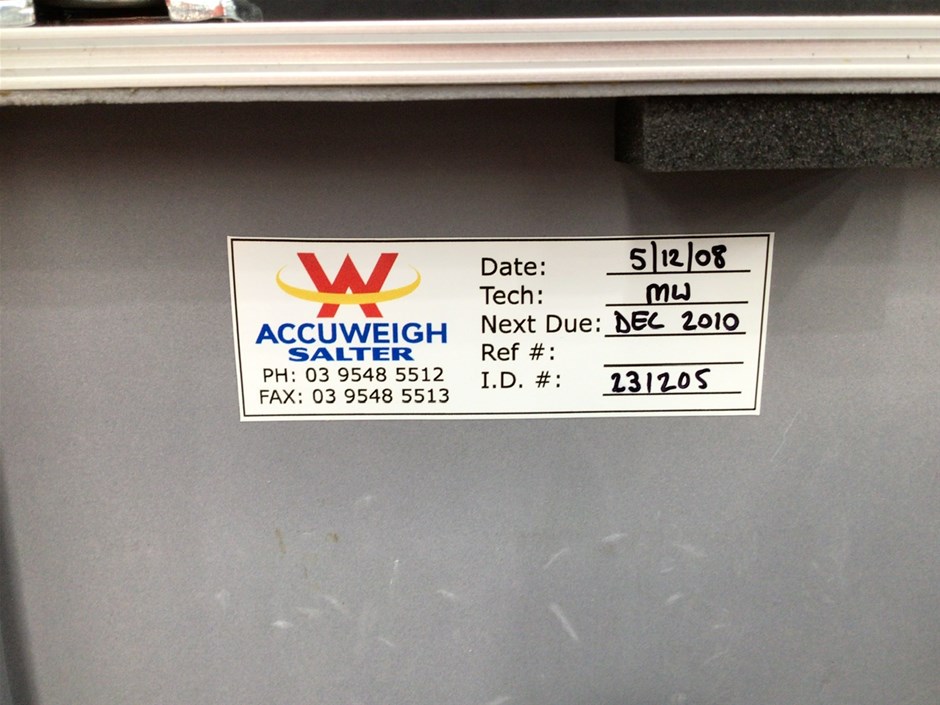 ACCUWEIGH
SALTER
PH: 03 9548 5512
FAX: 03 9548 5513
Date: 5/12/08
Tech: MW
Next Due: DEC 2010
Ref #:
I.D. #: 231205